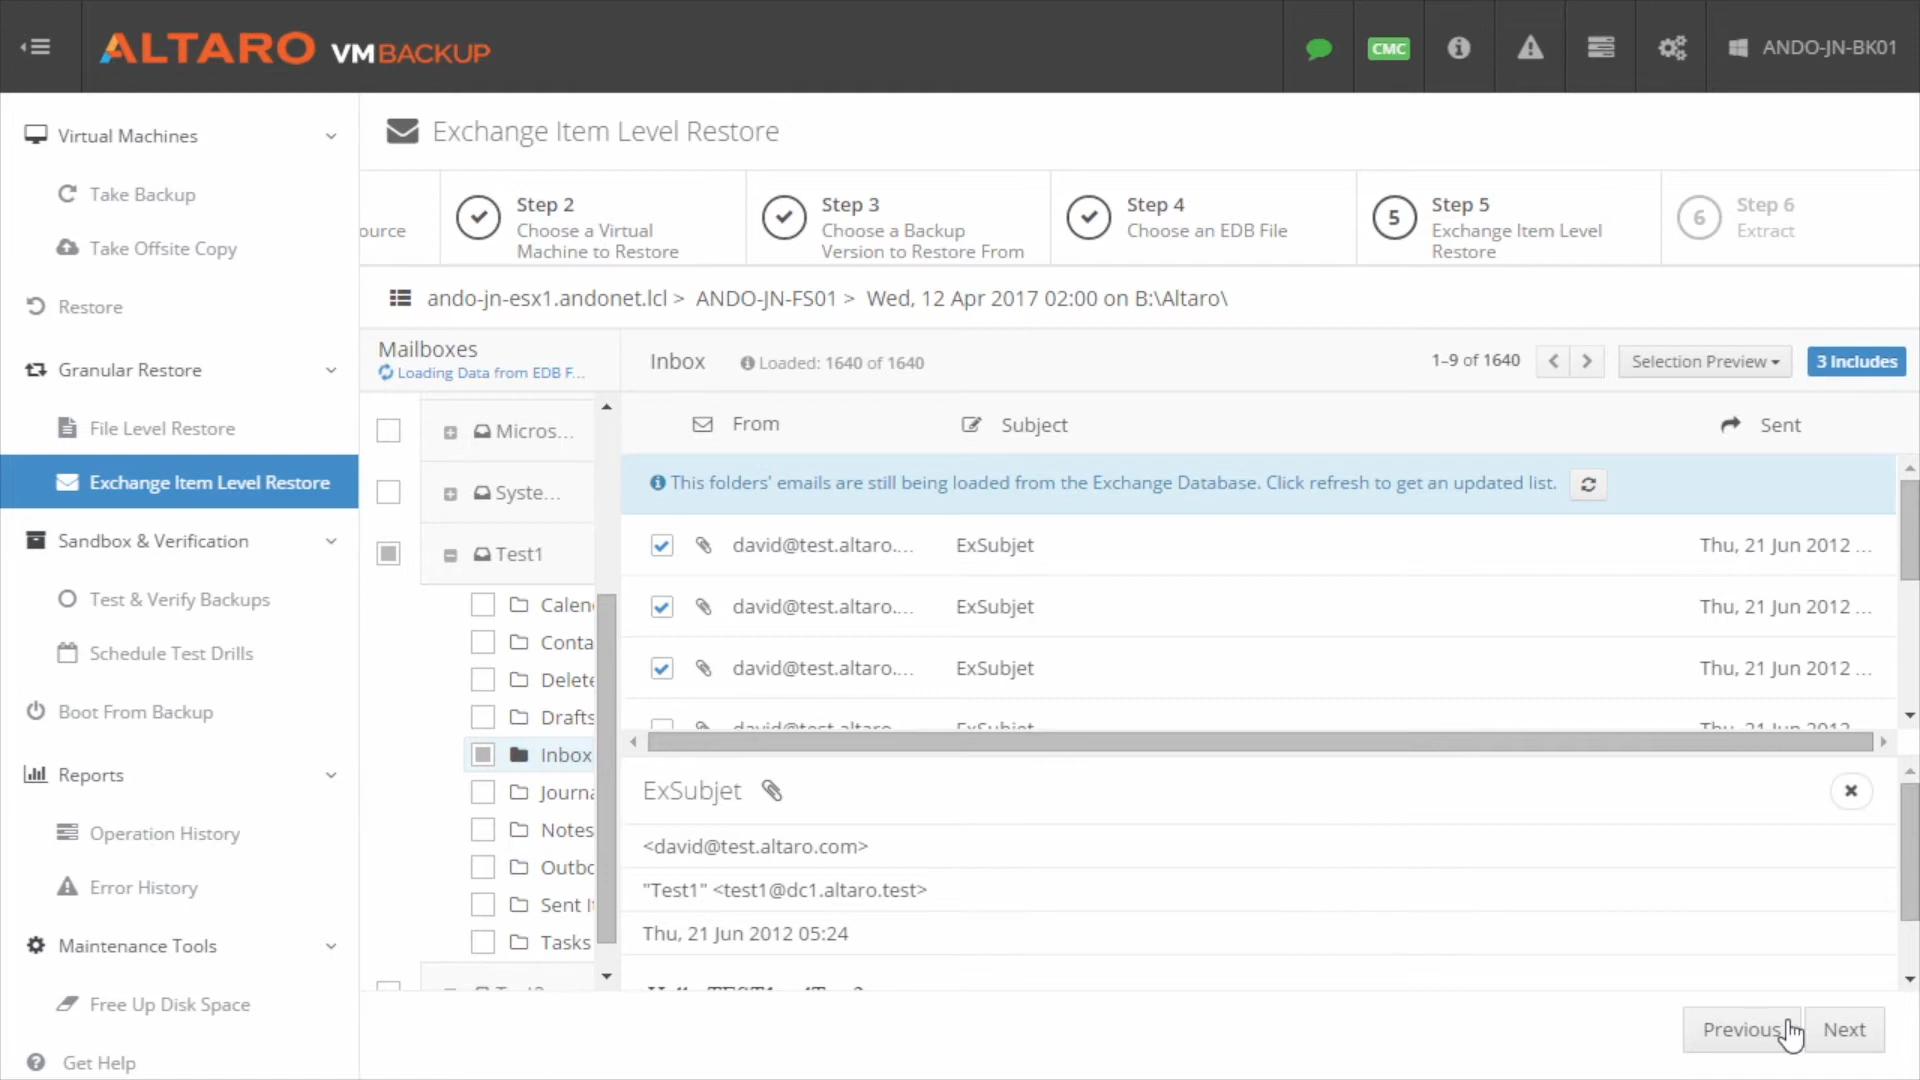 ALTARO VMBACKUP
CMC
ANDO-JN-BK01
Virtual Machines
Take Backup
Take Offsite Copy
Restore
Granular Restore
File Level Restore
Exchange Item Level Restore
Sandbox & Verification
Test & Verify Backups
Schedule Test Drills
Boot From Backup
Reports
Operation History
Error History
Maintenance Tools
Free Up Disk Space
Get Help
Exchange Item Level Restore
ource
Step 2
Choose a Virtual
Machine to Restore
Step 3
Choose a Backup
Version to Restore From
Step 4
Choose an EDB File
5
Step 5
Exchange Item Level
Restore
6
Step 6
Extract
ando-jn-esx1.andonet.lcl > ANDO-JN-FS01 > Wed, 12 Apr 2017 02:00 on B:\Altaro\
Mailboxes
Loading Data from EDB F...
Micros...
Syste...
Test1
Calen
Conta
Delete
Drafts
Inbox
Journa
Notes
Outbo
Sent It
Tasks
Inbox
Loaded: 1640 of 1640
1-9 of 1640
Selection Preview
3 Includes
From Subject Sent
This folders' emails are still being loaded from the Exchange Database. Click refresh to get an updated list.
david@test.altaro.... ExSubjet Thu, 21 Jun 2012 ...
david@test.altaro.... ExSubjet Thu, 21 Jun 2012 ...
david@test.altaro.... ExSubjet Thu, 21 Jun 2012 ...
david@test.altaro.... ExSubjet Thu, 21 Jun 2012 ...
ExSubjet
<david@test.altaro.com>
"Test1" <test1@dc1.altaro.test>
Thu, 21 Jun 2012 05:24
Previous
Next